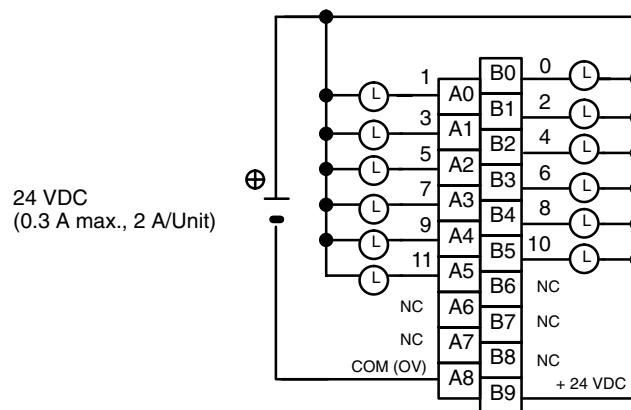 B0 0 L
1 L A0
B1 2 L
3 L A1
B2 4 L
5 L A2
B3 6 L
7 L A3
B4 8 L
9 L A4
B5 10 L
11 L A5
B6 NC
NC A6
B7 NC
NC A7
B8 NC
COM (OV) A8
B9 + 24 VDC
24 VDC
(0.3 A max., 2 A/Unit)